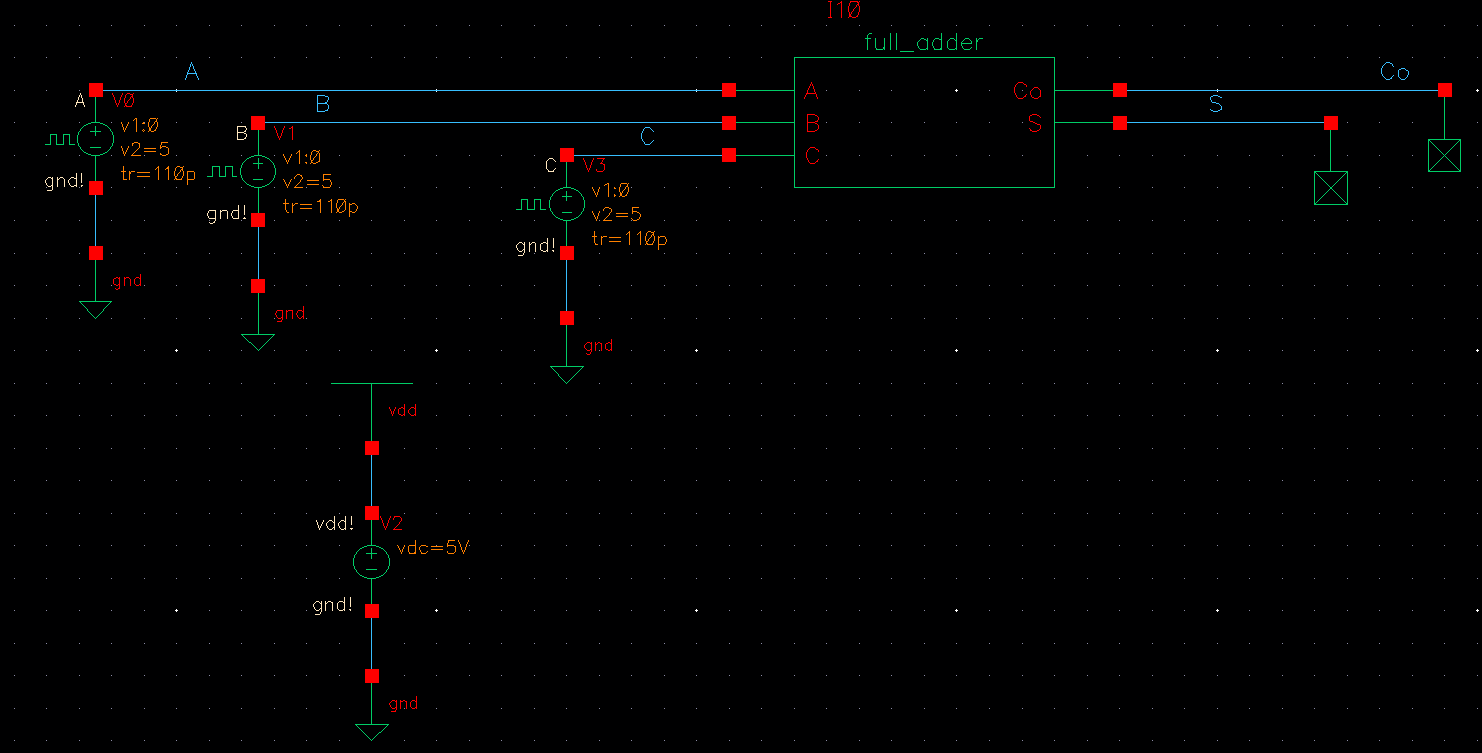 I10
full_adder
A
Co
A
V0
B
S
A
Co
v1:0
B
V1
C
B
S
v2=5
v1:0
C
V3
C
tr=110p
v2=5
v1:0
gnd!
tr=110p
v2=5
gnd!
tr=110p
gnd!
gnd
gnd
gnd
vdd
vdd!
V2
vdc=5V
gnd!
gnd